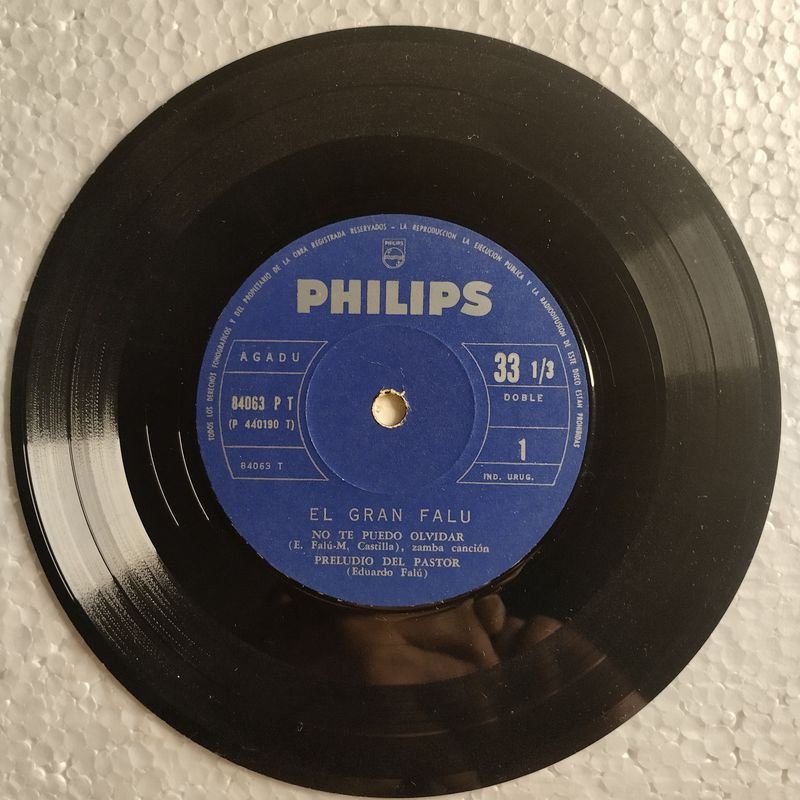 TODOS LOS DERECHOS FONOGRAFICOS Y DEL PROPIETARIO DE LA OBRA REGISTRADA RESERVADOS - LA REPRODUCCION LA EJECUCION PUBLICA Y LA RADIODIFUSION DE ESTE DISCO ESTAN PROHIBIDAS
PHILIPS
PHILIPS
AGADU
33 1/3
DOBLE
84063 P T
(P 440190 T)
1
84063 T
IND. URUG.
EL GRAN FALU
NO TE PUEDO OLVIDAR
(E. Falú-M. Castilla), zamba canción
PRELUDIO DEL PASTOR
(Eduardo Falú)